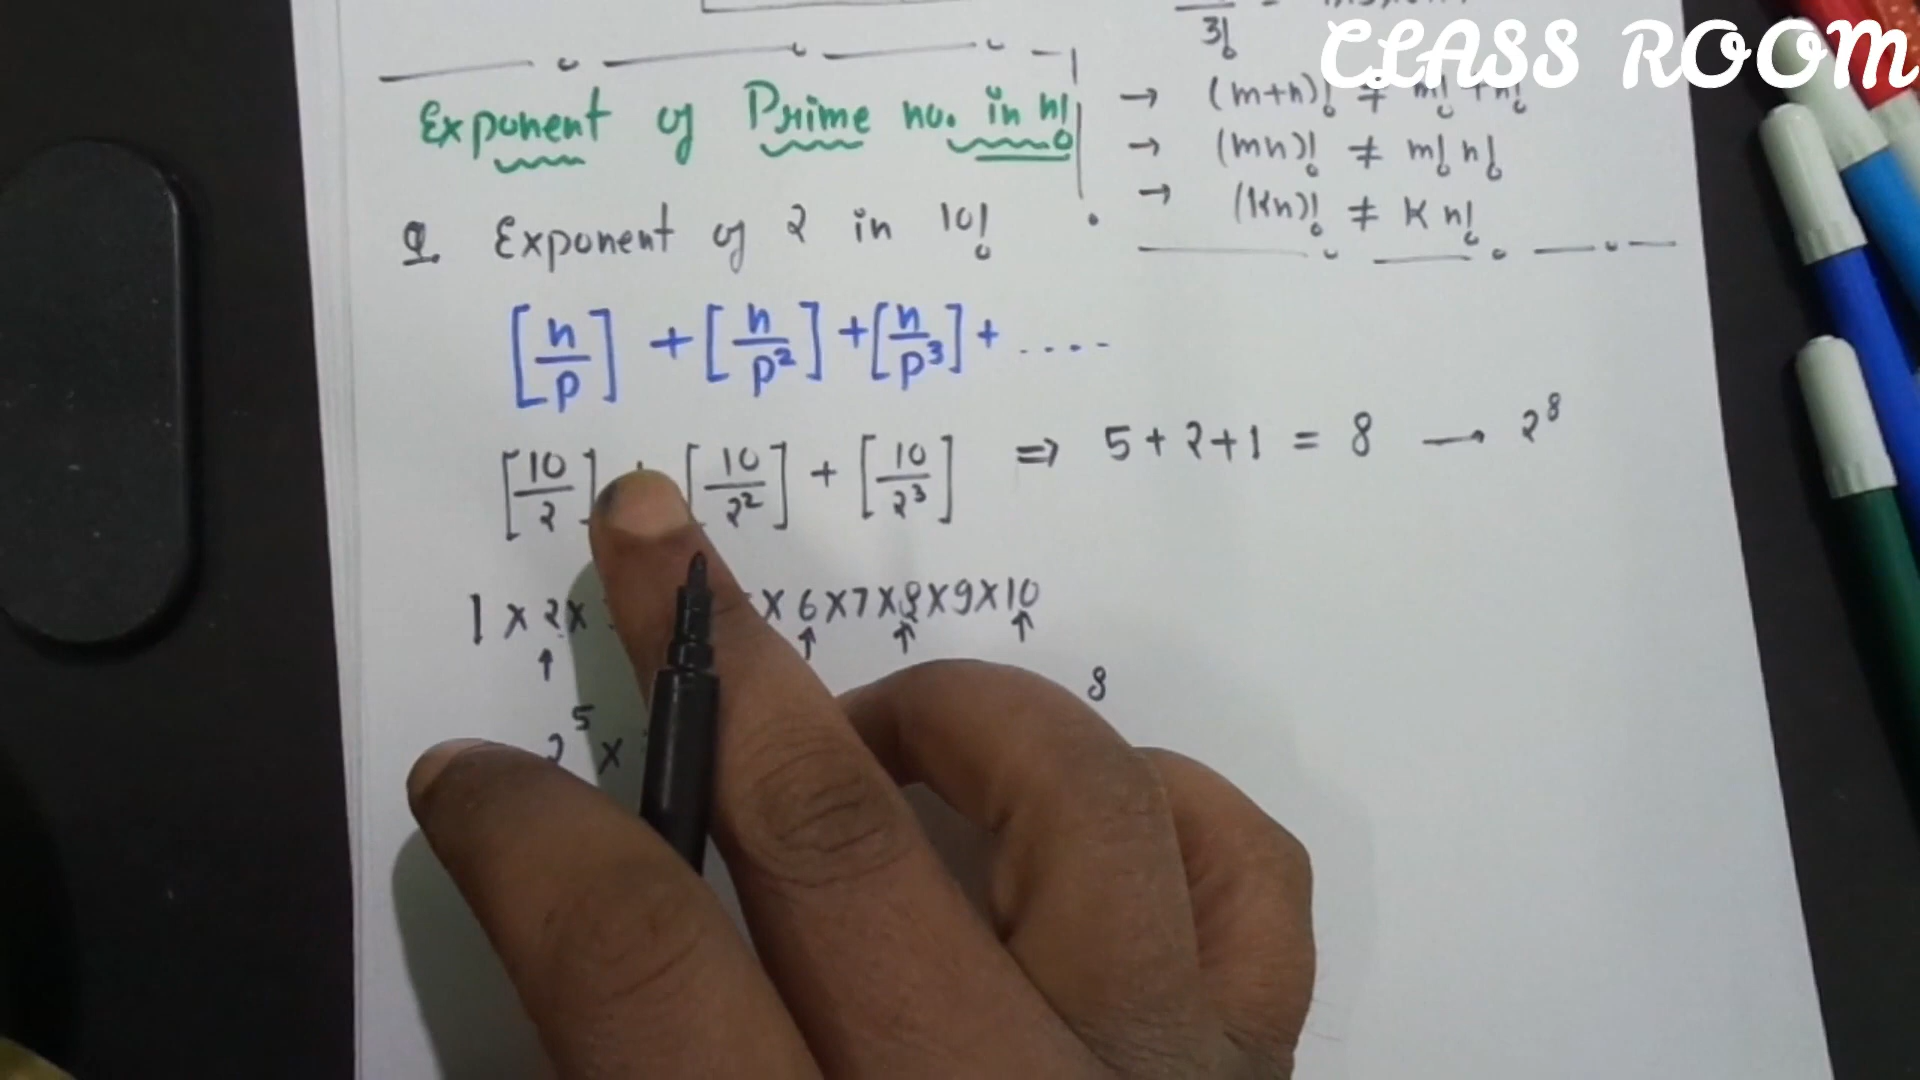 CLASS ROOM
3!
(m+n)! ≠ m! + n!
→ (mn)! ≠ m! n!
→ (Kn)! ≠ K n!
Exponent of Prime no. in n!
Q. Exponent of 2 in 10!
[n/p] + [n/p²] + [n/p³] + ....
[10/2] + [10/2²] + [10/2³] ⇒ 5+2+1 = 8 → 2⁸
1 × 2 × × 6 × 7 × 8 × 9 × 10
2⁵ × 8